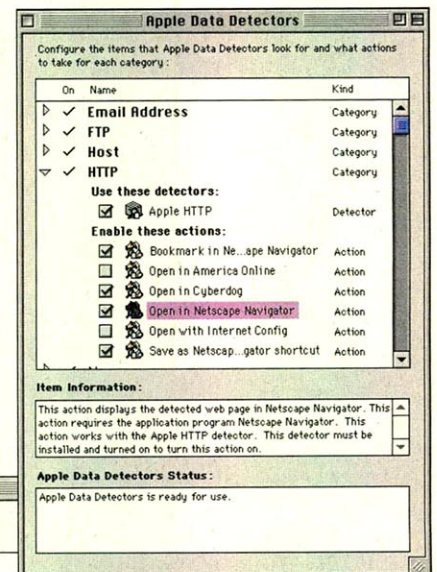 Apple Data Detectors
Configure the items that Apple Data Detectors look for and what actions
to take for each category:
On Name Kind
Email Address Category
FTP Category
Host Category
HTTP Category
Use these detectors:
Apple HTTP Detector
Enable these actions:
Bookmark in Ne...ape Navigator Action
Open in America Online Action
Open in Cyberdog Action
Open in Netscape Navigator Action
Open with Internet Config Action
Save as Netscap...gator shortcut Action
Item Information:
This action displays the detected web page in Netscape Navigator. This
action requires the application program Netscape Navigator. This
action works with the Apple HTTP detector. This detector must be
installed and turned on to turn this action on.
Apple Data Detectors Status:
Apple Data Detectors is ready for use.